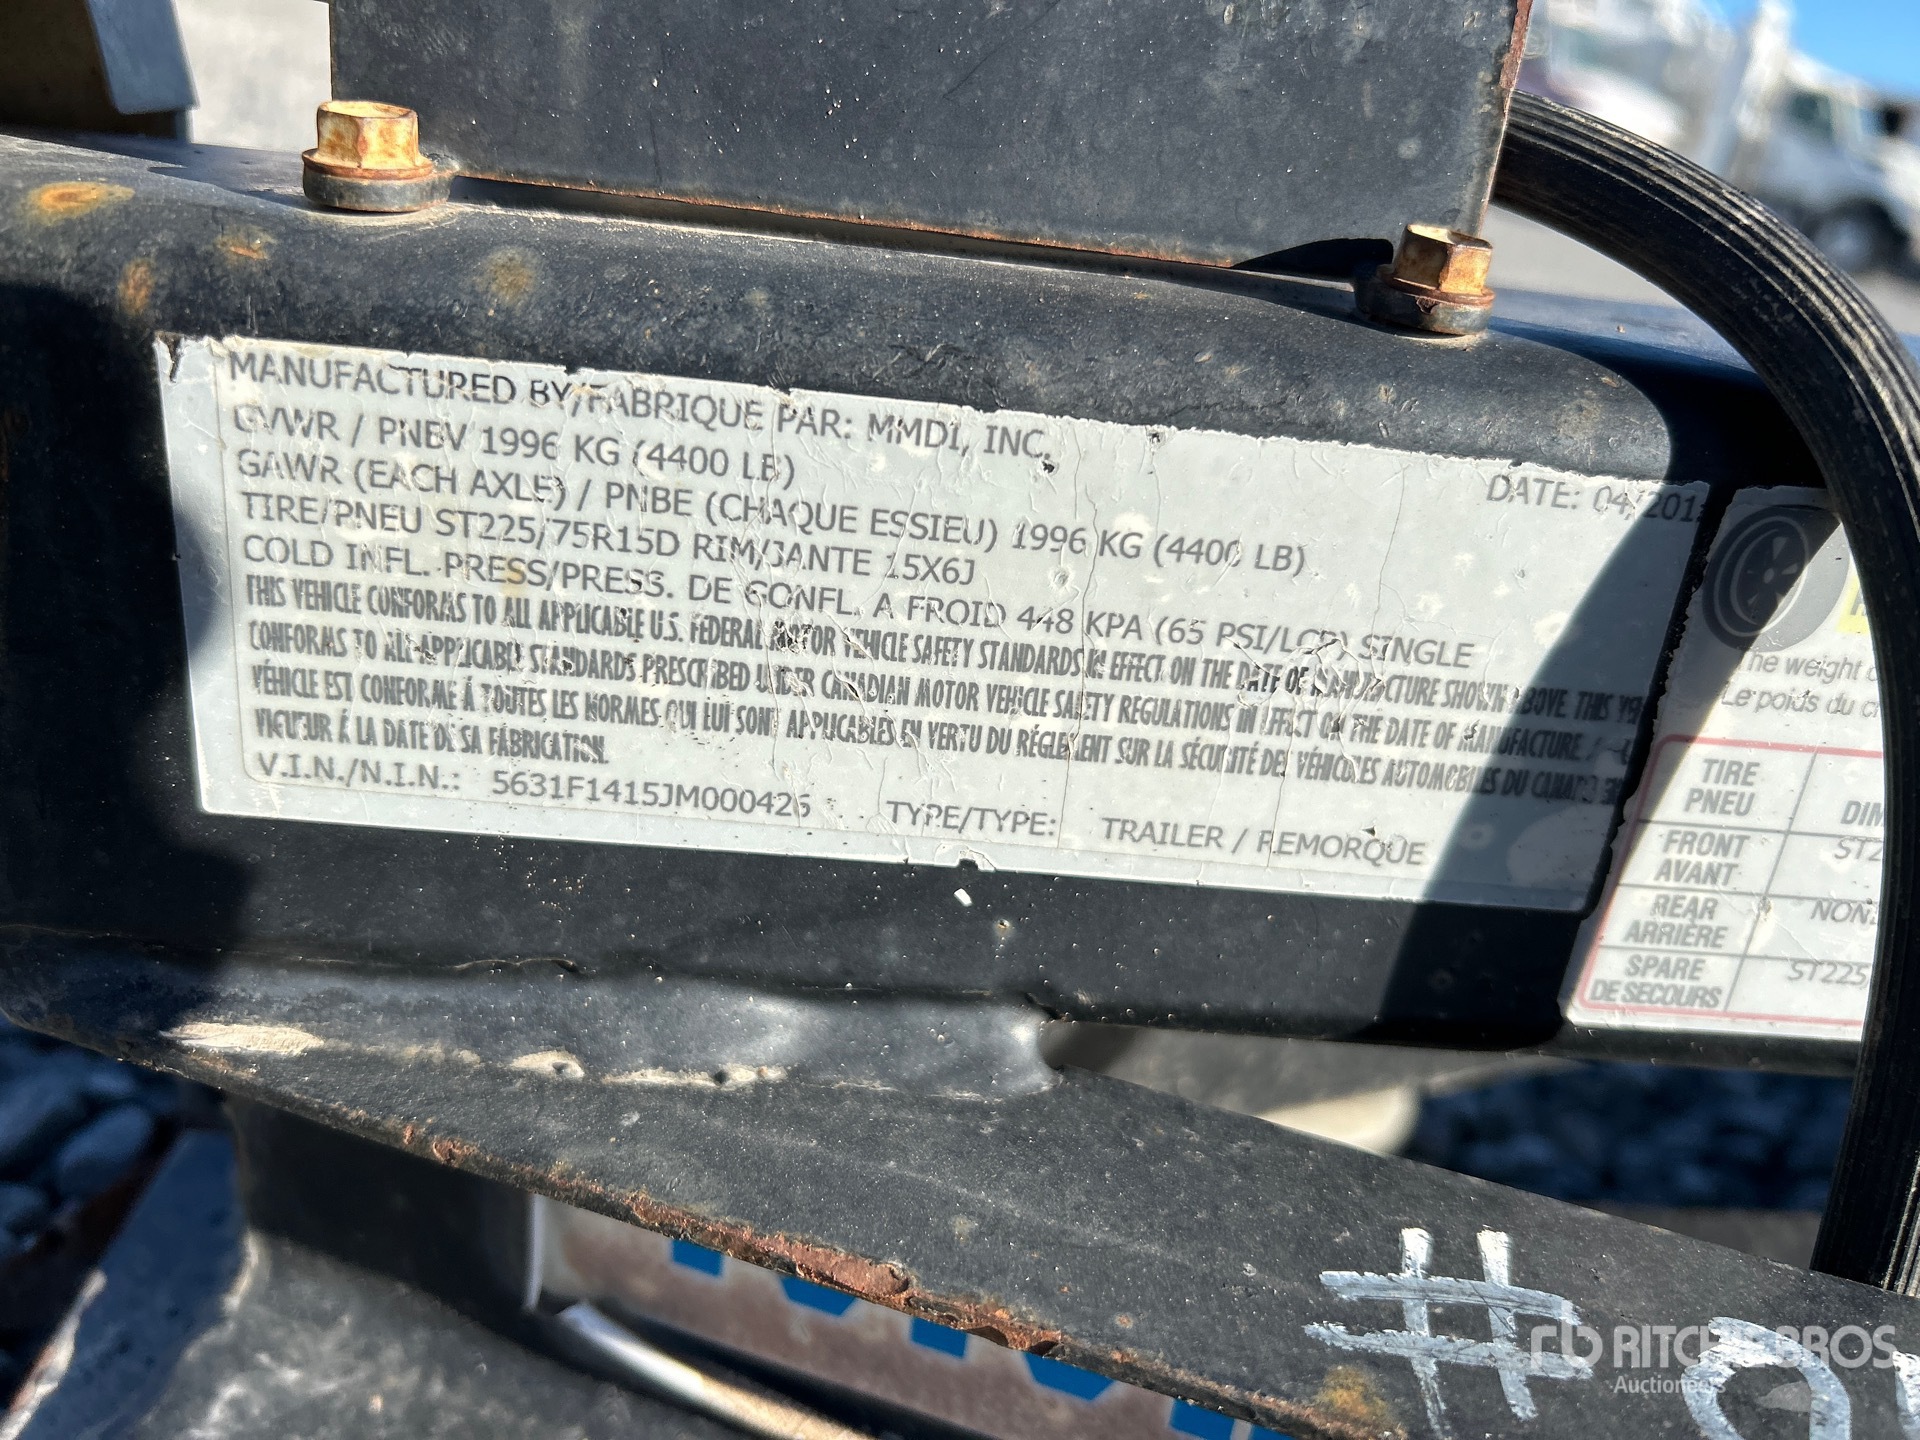 MANUFACTURED BY/FABRIQUE PAR: MMDI, INC.
DATE: 04/201
GVWR / PNBV 1996 KG (4400 LB)
GAWR (EACH AXLE) / PNBE (CHAQUE ESSIEU) 1996 KG (4400 LB)
TIRE/PNEU ST225/75R15D RIM/JANTE 15X6J
COLD INFL. PRESS/PRESS. DE GONFL. A FROID 448 KPA (65 PSI/LCP) SINGLE
THIS VEHICLE CONFORMS TO ALL APPLICABLE U.S. FEDERAL MOTOR VEHICLE SAFETY STANDARDS IN EFFECT ON THE DATE OF MANUFACTURE SHOWN ABOVE. THIS
CONFORMS TO ALL APPLICABLE STANDARDS PRESCRIBED UNDER CANADIAN MOTOR VEHICLE SAFETY REGULATIONS IN EFFECT ON THE DATE OF MANUFACTURE. /
VÉHICLE EST CONFORME À TOUTES LES NORMES QUI LUI SONT APPLICABLES EN VERTU DU RÉGLEMENT SUR LA SÉCURITÉ DES VÉHICULES AUTOMOBILES DU CANADA
VIGUEUR À LA DATE DE SA FABRICATION.
V.I.N./N.I.N.: 5631F1415JM000426 TYPE/TYPE: TRAILER / REMORQUE
The weight
Le poids du
TIRE
PNEU
DIM
FRONT
AVANT
ST2
REAR
ARRIÈRE
NON
SPARE
DE SECOURS
ST225
#
rb RITCHIE BROS
Auctioneers